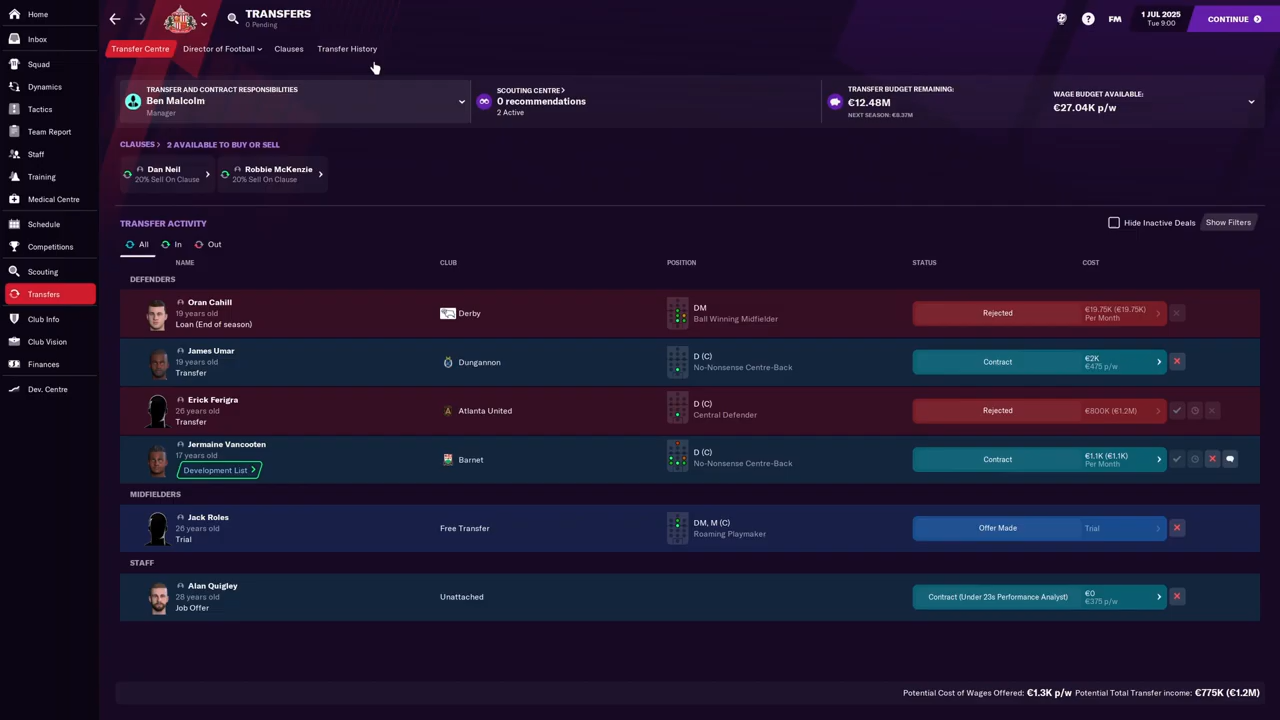 Home
TRANSFERS
0 Pending
FM
1 JUL 2025
Tue 9:00
CONTINUE
Inbox
Transfer Centre
Director of Football
Clauses
Transfer History
Squad
Dynamics
Tactics
Team Report
Staff
Training
Medical Centre
Schedule
Competitions
Scouting
Transfers
Club Info
Club Vision
Finances
Dev. Centre
TRANSFER AND CONTRACT RESPONSIBILITIES
Ben Malcolm
Manager
SCOUTING CENTRE >
0 recommendations
2 Active
TRANSFER BUDGET REMAINING:
€12.48M
NEXT SEASON: €8.37M
WAGE BUDGET AVAILABLE:
€27.04K p/w
CLAUSES > 2 AVAILABLE TO BUY OR SELL
Dan Neil
20% Sell On Clause
Robbie McKenzie
20% Sell On Clause
TRANSFER ACTIVITY
Hide Inactive Deals
Show Filters
All
In
Out
NAME CLUB POSITION STATUS COST
DEFENDERS
Oran Cahill
19 years old
Loan (End of season)
Derby
DM
Ball Winning Midfielder
Rejected
€19.75K (€19.75K)
Per Month
James Umar
19 years old
Transfer
Dungannon
D (C)
No-Nonsense Centre-Back
Contract
€2K
€475 p/w
Erick Ferigra
26 years old
Transfer
Atlanta United
D (C)
Central Defender
Rejected
€800K (€1.2M)
Jermaine Vancooten
17 years old
Development List >
Barnet
D (C)
No-Nonsense Centre-Back
Contract
€1.1K (€1.1K)
Per Month
MIDFIELDERS
Jack Roles
26 years old
Trial
Free Transfer
DM, M (C)
Roaming Playmaker
Offer Made
Trial
STAFF
Alan Quigley
28 years old
Job Offer
Unattached
Contract (Under 23s Performance Analyst)
€0
€375 p/w
Potential Cost of Wages Offered: €1.3K p/w Potential Total Transfer income: €775K (€1.2M)